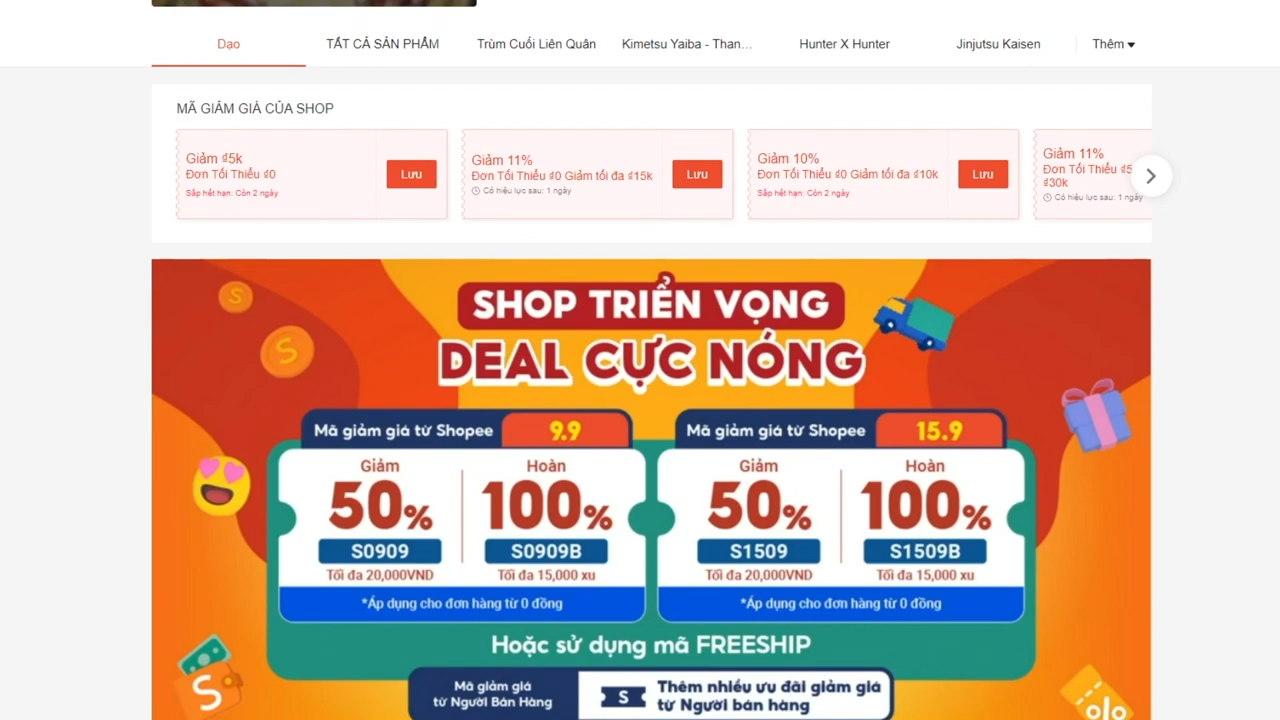 Dạo
TẤT CẢ SẢN PHẨM
Trùm Cuối Liên Quân
Kimetsu Yaiba - Than...
Hunter X Hunter
Jinjutsu Kaisen
Thêm
MÃ GIẢM GIÁ CỦA SHOP
Giảm ₫5k
Đơn Tối Thiểu ₫0
Sắp hết hạn: Còn 2 ngày
Lưu
Giảm 11%
Đơn Tối Thiểu ₫0 Giảm tối đa ₫15k
Có hiệu lực sau: 1 ngày
Lưu
Giảm 10%
Đơn Tối Thiểu ₫0 Giảm tối đa ₫10k
Sắp hết hạn: Còn 2 ngày
Lưu
Giảm 11%
Đơn Tối Thiểu ₫5
₫30k
Có hiệu lực sau: 1 ngày
SHOP TRIỂN VỌNG
DEAL CỰC NÓNG
Mã giảm giá từ Shopee 9.9
Giảm
50%
S0909
Tối đa 20,000VND
Hoàn
100%
S0909B
Tối đa 15,000 xu
*Áp dụng cho đơn hàng từ 0 đồng
Mã giảm giá từ Shopee 15.9
Giảm
50%
S1509
Tối đa 20,000VND
Hoàn
100%
S1509B
Tối đa 15,000 xu
*Áp dụng cho đơn hàng từ 0 đồng
Hoặc sử dụng mã FREESHIP
Mã giảm giá
từ Người Bán Hàng
S
Thêm nhiều ưu đãi giảm giá
từ Người bán hàng